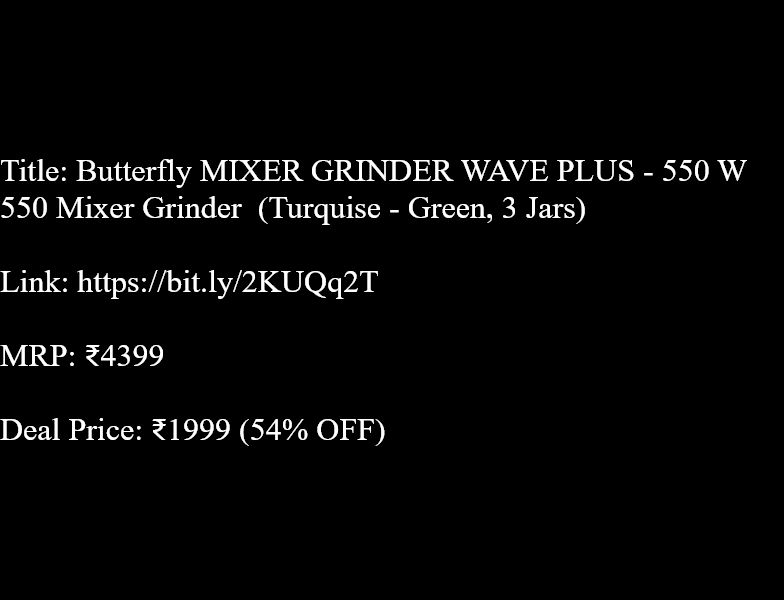 Title: Butterfly MIXER GRINDER WAVE PLUS - 550 W
550 Mixer Grinder  (Turquise - Green, 3 Jars)
Link: https://bit.ly/2KUQq2T
MRP: ₹4399
Deal Price: ₹1999 (54% OFF)